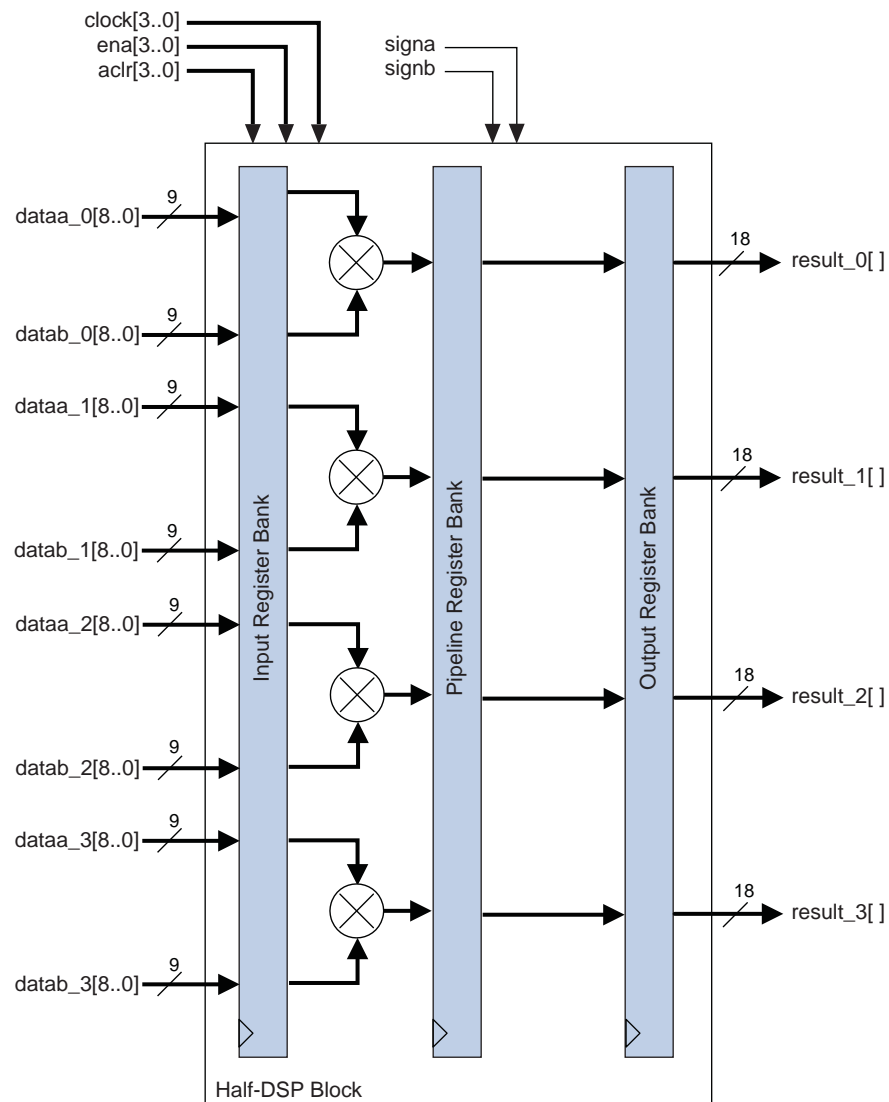 clock[3..0]
ena[3..0]
aclr[3..0]
signa
signb
dataa_0[8..0]
9
datab_0[8..0]
9
dataa_1[8..0]
9
datab_1[8..0]
9
dataa_2[8..0]
9
datab_2[8..0]
9
dataa_3[8..0]
9
datab_3[8..0]
9
Input Register Bank
Pipeline Register Bank
Output Register Bank
18
result_0[ ]
18
result_1[ ]
18
result_2[ ]
18
result_3[ ]
Half-DSP Block